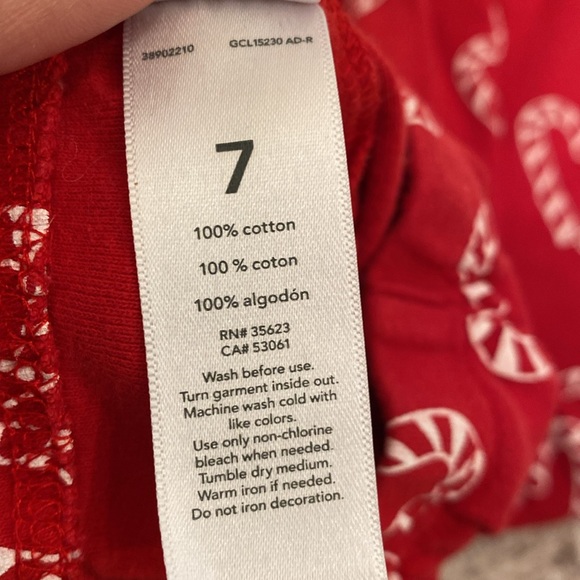 38902210 GCL15230 AD-R
7
100% cotton
100 % coton
100% algodón
RN# 35623
CA# 53061
Wash before use.
Turn garment inside out.
Machine wash cold with
like colors.
Use only non-chlorine
bleach when needed.
Tumble dry medium.
Warm iron if needed.
Do not iron decoration.